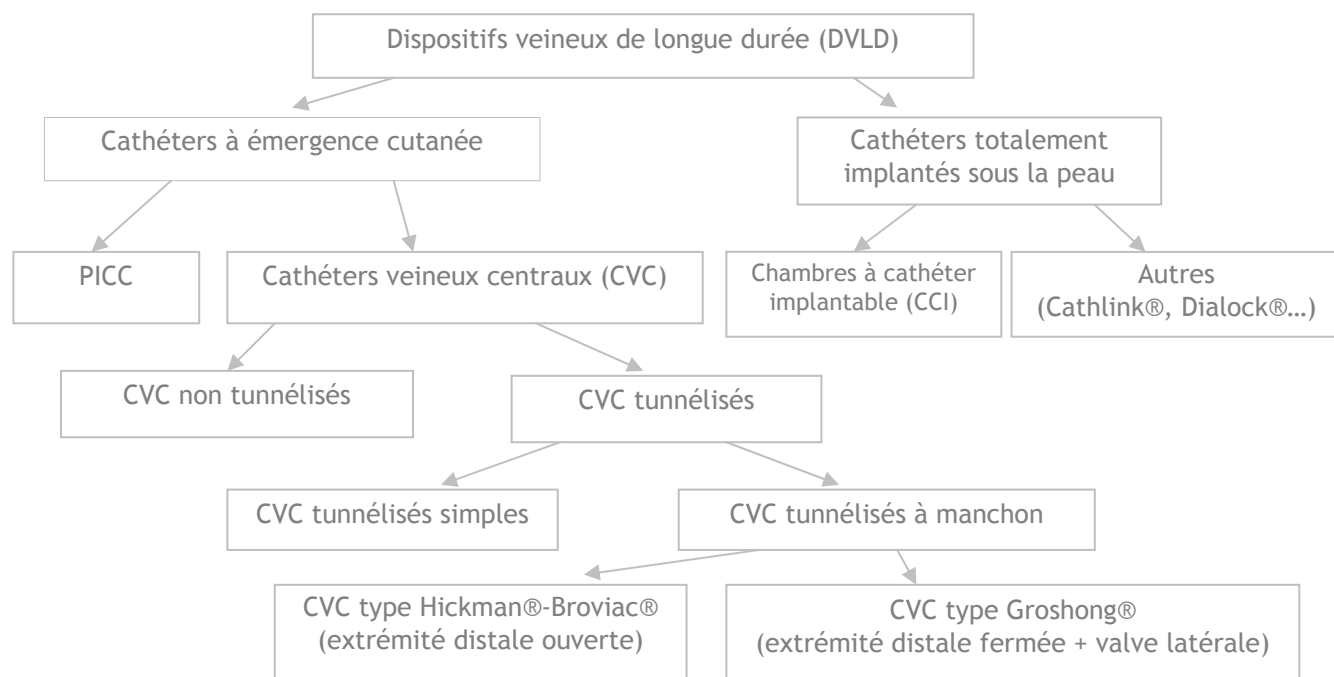 Dispositifs veineux de longue durée (DVLD)
Cathéters à émergence cutanée
Cathéters totalement
implantés sous la peau
PICC
Cathéters veineux centraux (CVC)
Chambres à cathéter
implantable (CCI)
Autres
(Cathlink®, Dialock®…)
CVC non tunnélisés
CVC tunnélisés
CVC tunnélisés simples
CVC tunnélisés à manchon
CVC type Hickman®-Broviac®
(extrémité distale ouverte)
CVC type Groshong®
(extrémité distale fermée + valve latérale)